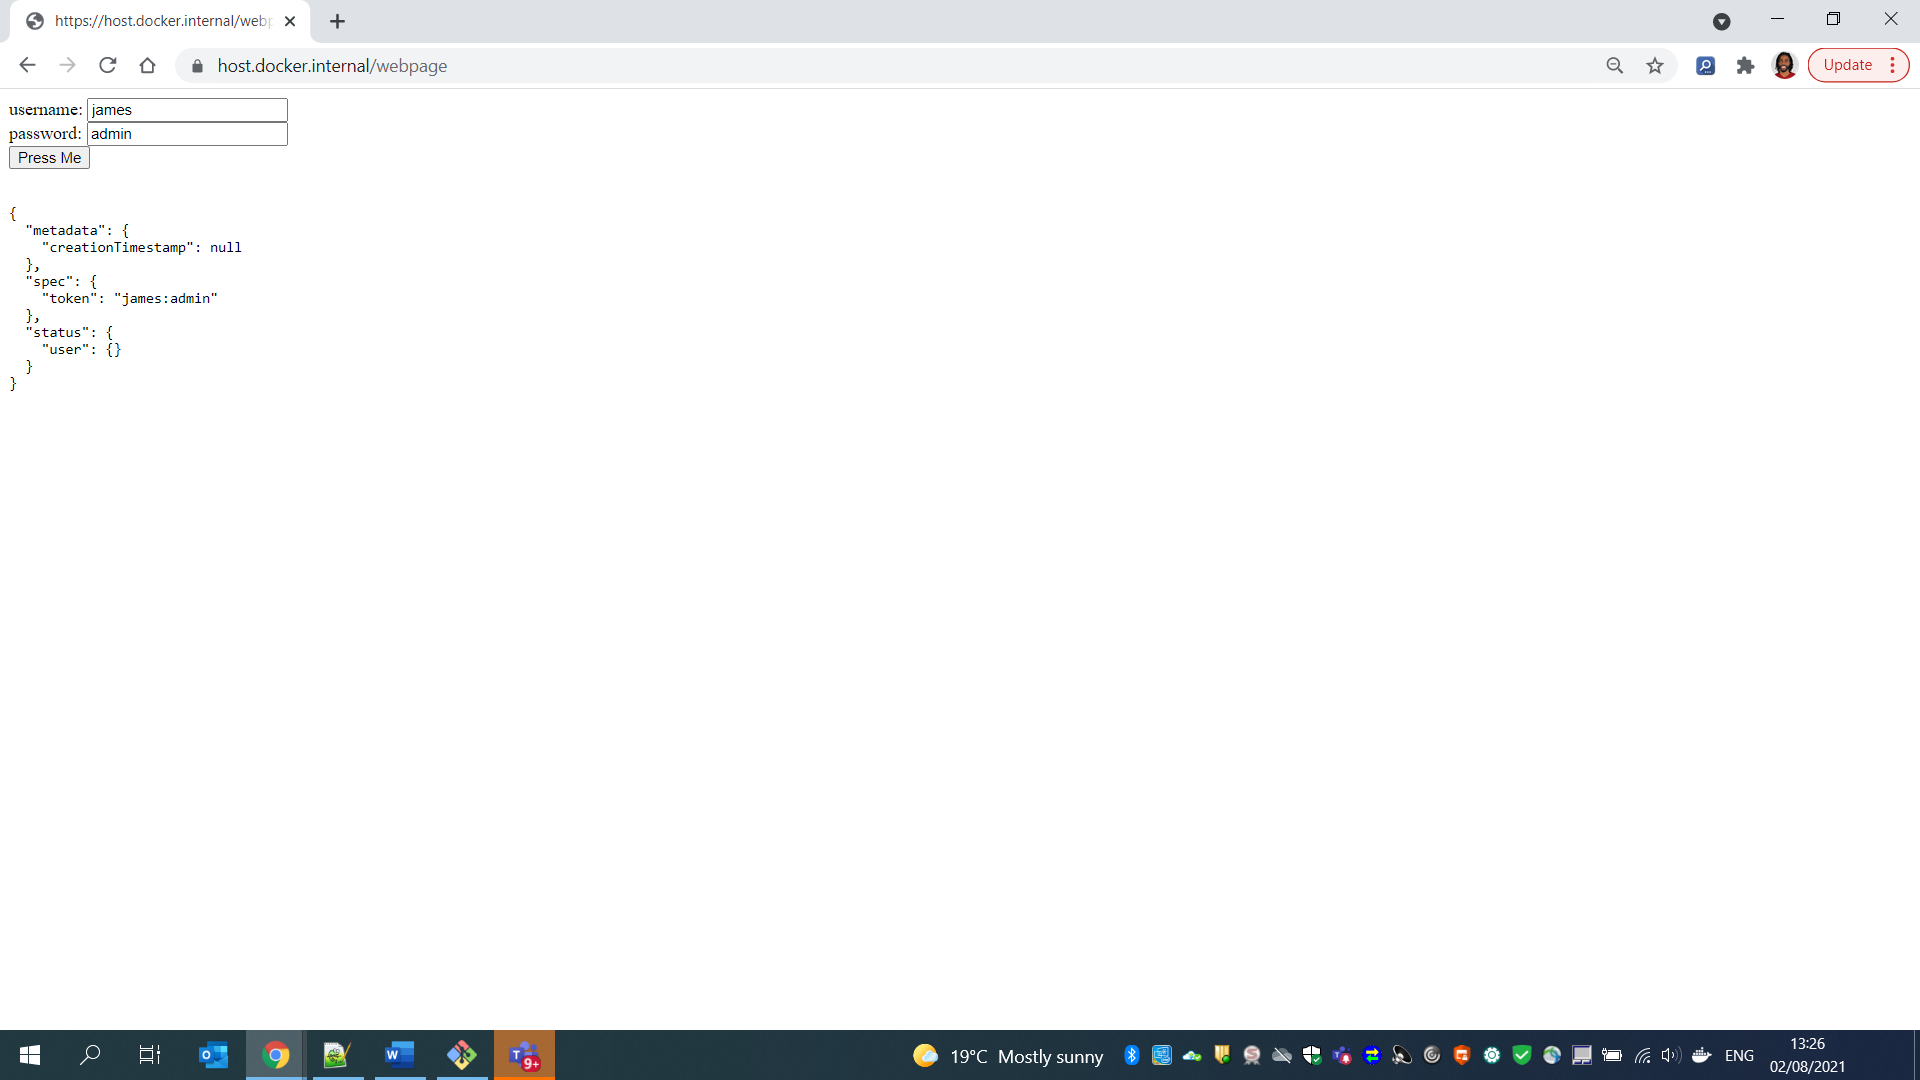 https://host.docker.internal/webp
host.docker.internal/webpage
Update
username: james
password: admin
Press Me
{
  "metadata": {
    "creationTimestamp": null
  },
  "spec": {
    "token": "james:admin"
  },
  "status": {
    "user": {}
  }
}
9+
19°C Mostly sunny
ENG
13:26
02/08/2021